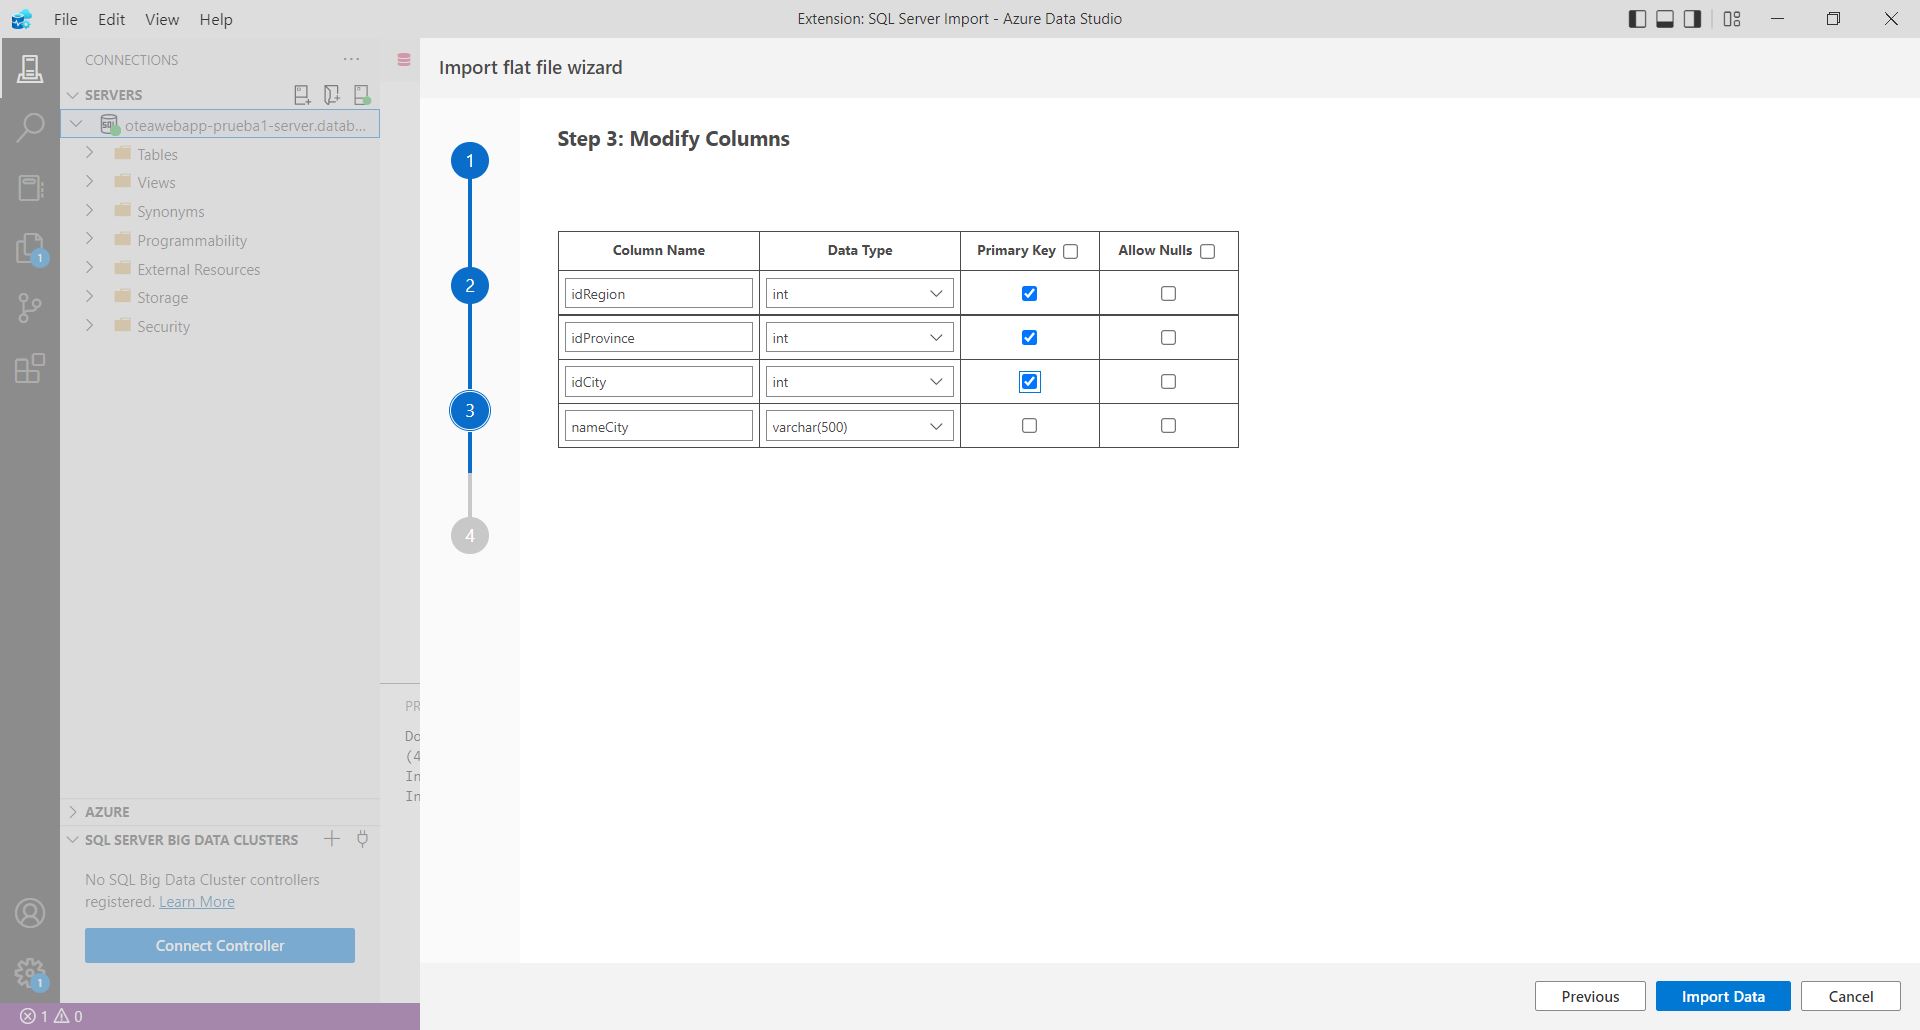 File Edit View Help
Extension: SQL Server Import - Azure Data Studio
CONNECTIONS
SERVERS
oteawebapp-prueba1-server.datab...
Tables
Views
Synonyms
Programmability
External Resources
Storage
Security
AZURE
SQL SERVER BIG DATA CLUSTERS
No SQL Big Data Cluster controllers
registered. Learn More
Connect Controller
1
1
1 0
PR
Do
(4
In
In
Import flat file wizard
1
2
3
4
Step 3: Modify Columns
Column Name Data Type Primary Key Allow Nulls
idRegion int
idProvince int
idCity int
nameCity varchar(500)
Previous Import Data Cancel